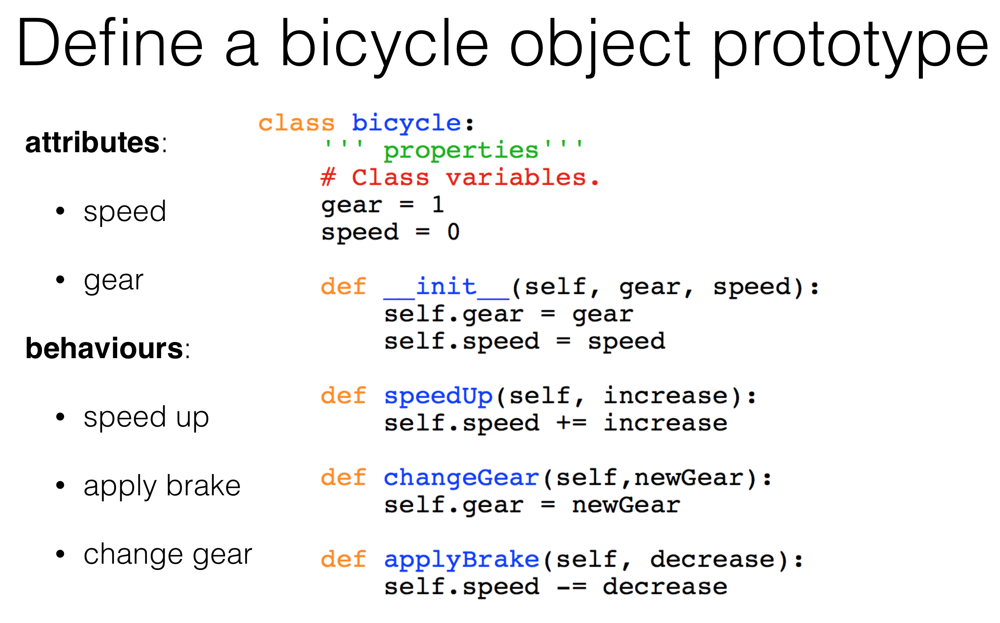 Define a bicycle object prototype
attributes:
• speed
• gear
behaviours:
• speed up
• apply brake
• change gear
class bicycle:
    ''' properties'''
    # Class variables.
    gear = 1
    speed = 0
    def __init__(self, gear, speed):
        self.gear = gear
        self.speed = speed
    def speedUp(self, increase):
        self.speed += increase
    def changeGear(self,newGear):
        self.gear = newGear
    def applyBrake(self, decrease):
        self.speed -= decrease